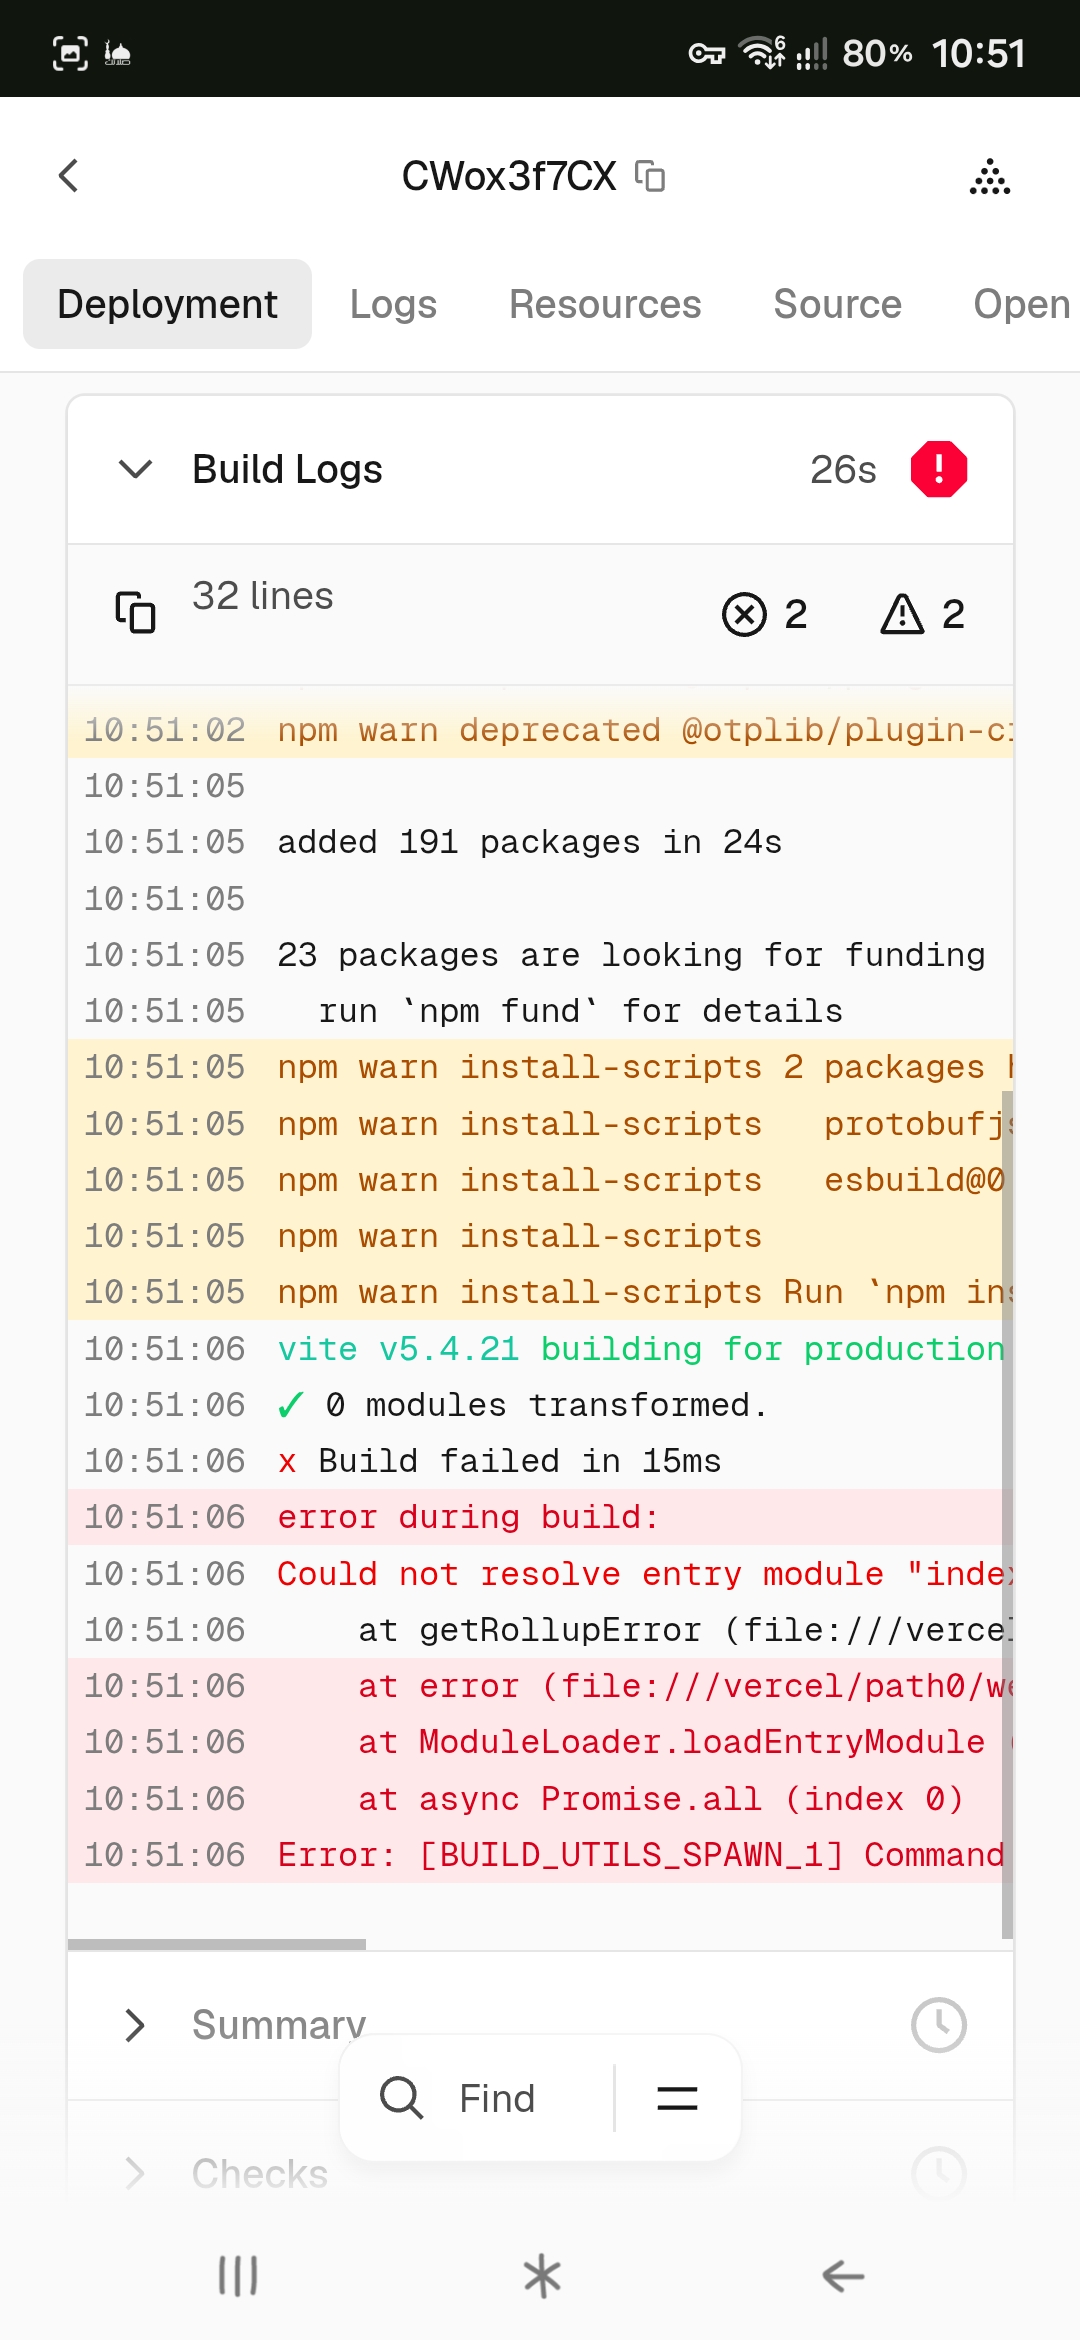 80% 10:51
CWox3f7CX
Deployment Logs Resources Source Open
Build Logs 26s
32 lines 2 2
10:51:02 npm warn deprecated @otplib/plugin-c
10:51:05
10:51:05 added 191 packages in 24s
10:51:05
10:51:05 23 packages are looking for funding
10:51:05 run `npm fund` for details
10:51:05 npm warn install-scripts 2 packages
10:51:05 npm warn install-scripts protobufj
10:51:05 npm warn install-scripts esbuild@0
10:51:05 npm warn install-scripts
10:51:05 npm warn install-scripts Run `npm in
10:51:06 vite v5.4.21 building for production
10:51:06 ✓ 0 modules transformed.
10:51:06 x Build failed in 15ms
10:51:06 error during build:
10:51:06 Could not resolve entry module "inde
10:51:06 at getRollupError (file:///verce
10:51:06 at error (file:///vercel/path0/w
10:51:06 at ModuleLoader.loadEntryModule
10:51:06 at async Promise.all (index 0)
10:51:06 Error: [BUILD_UTILS_SPAWN_1] Command
Summary
Find
Checks